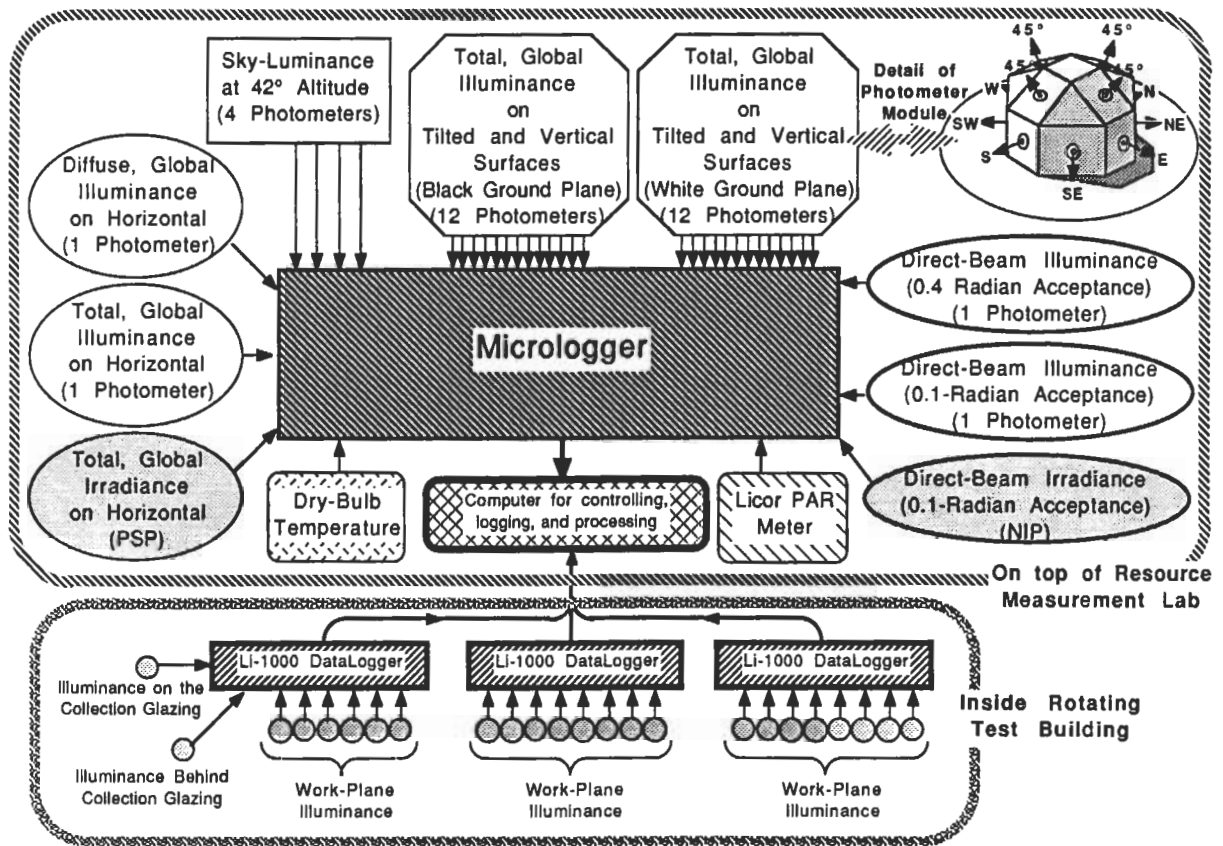 Sky-Luminance
at 42° Altitude
(4 Photometers)
Total, Global
Illuminance
on
Tilted and Vertical
Surfaces
(Black Ground Plane)
(12 Photometers)
Total, Global
Illuminance
on
Tilted and Vertical
Surfaces
(White Ground Plane)
(12 Photometers)
Detail of
Photometer
Module
45°
45°
45°
45°
W
N
SW
NE
S
E
SE
Diffuse, Global
Illuminance
on Horizontal
(1 Photometer)
Total, Global
Illuminance
on Horizontal
(1 Photometer)
Total, Global
Irradiance
on Horizontal
(PSP)
Micrologger
Direct-Beam Illuminance
(0.4 Radian Acceptance)
(1 Photometer)
Direct-Beam Illuminance
(0.1-Radian Acceptance)
(1 Photometer)
Direct-Beam Irradiance
(0.1-Radian Acceptance)
(NIP)
Dry-Bulb
Temperature
Computer for controlling,
logging, and processing
Licor PAR
Meter
On top of Resource
Measurement Lab
Li-1000 DataLogger
Li-1000 DataLogger
Li-1000 DataLogger
Illuminance on the
Collection Glazing
Illuminance Behind
Collection Glazing
Work-Plane
Illuminance
Work-Plane
Illuminance
Work-Plane
Illuminance
Inside Rotating
Test Building